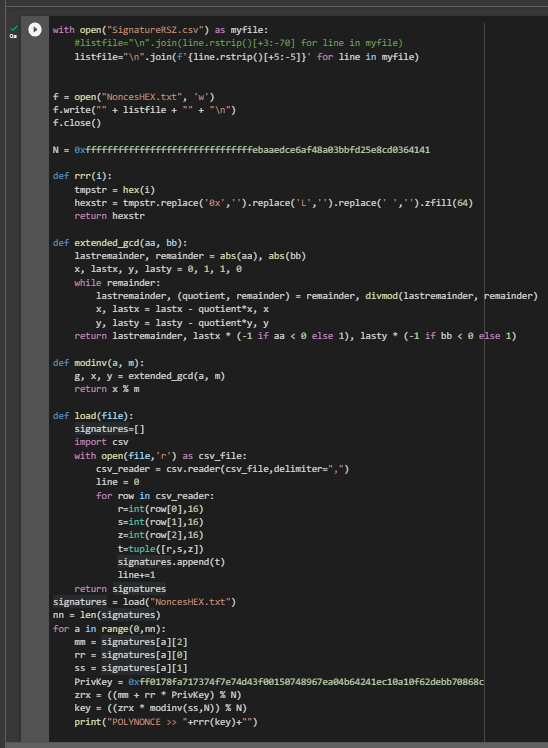 0s
with open("SignatureRSZ.csv") as myfile:
    #listfile="\n".join(line.rstrip()[+3:-70] for line in myfile)
    listfile="\n".join(f'{line.rstrip()[+5:-5]}' for line in myfile)
f = open("NoncesHEX.txt", 'w')
f.write("" + listfile + "" + "\n")
f.close()
N = 0xfffffffffffffffffffffffffffffffebaaedce6af48a03bbfd25e8cd0364141
def rrr(i):
    tmpstr = hex(i)
    hexstr = tmpstr.replace('0x','').replace('L','').replace(' ','').zfill(64)
    return hexstr
def extended_gcd(aa, bb):
    lastremainder, remainder = abs(aa), abs(bb)
    x, lastx, y, lasty = 0, 1, 1, 0
    while remainder:
        lastremainder, (quotient, remainder) = remainder, divmod(lastremainder, remainder)
        x, lastx = lastx - quotient*x, x
        y, lasty = lasty - quotient*y, y
    return lastremainder, lastx * (-1 if aa < 0 else 1), lasty * (-1 if bb < 0 else 1)
def modinv(a, m):
    g, x, y = extended_gcd(a, m)
    return x % m
def load(file):
    signatures=[]
    import csv
    with open(file,'r') as csv_file:
        csv_reader = csv.reader(csv_file,delimiter=",")
        line = 0
        for row in csv_reader:
            r=int(row[0],16)
            s=int(row[1],16)
            z=int(row[2],16)
            t=tuple([r,s,z])
            signatures.append(t)
            line+=1
    return signatures
signatures = load("NoncesHEX.txt")
nn = len(signatures)
for a in range(0,nn):
    mm = signatures[a][2]
    rr = signatures[a][0]
    ss = signatures[a][1]
    PrivKey = 0xff0178fa717374f7e74d43f00150748967ea04b64241ec10a10f62debb70868c
    zrx = ((mm + rr * PrivKey) % N)
    key = ((zrx * modinv(ss,N)) % N)
    print("POLYNONCE >> "+rrr(key)+"")